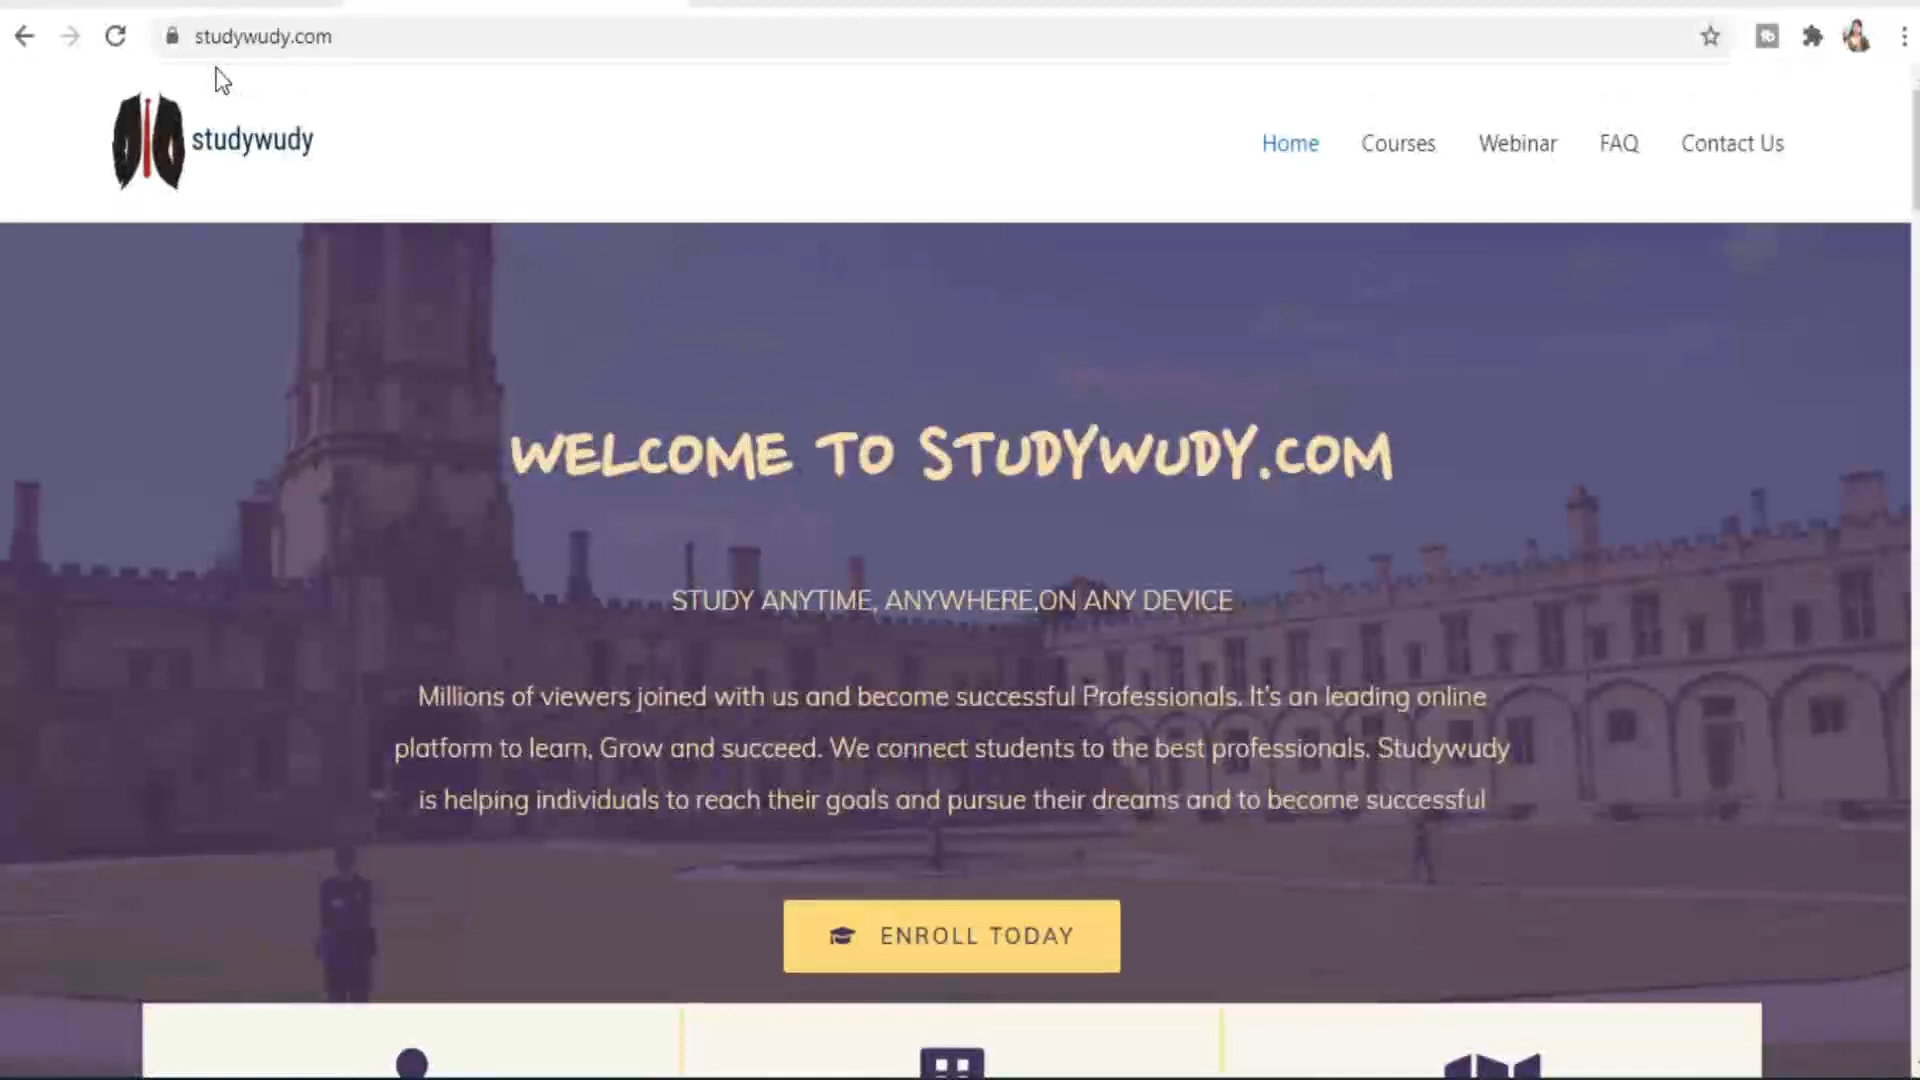 studywudy.com
studywudy
Home Courses Webinar FAQ Contact Us
WELCOME TO STUDYWUDY.COM
STUDY ANYTIME, ANYWHERE,ON ANY DEVICE
Millions of viewers joined with us and become successful Professionals. It's an leading online
platform to learn, Grow and succeed. We connect students to the best professionals. Studywudy
is helping individuals to reach their goals and pursue their dreams and to become successful
ENROLL TODAY